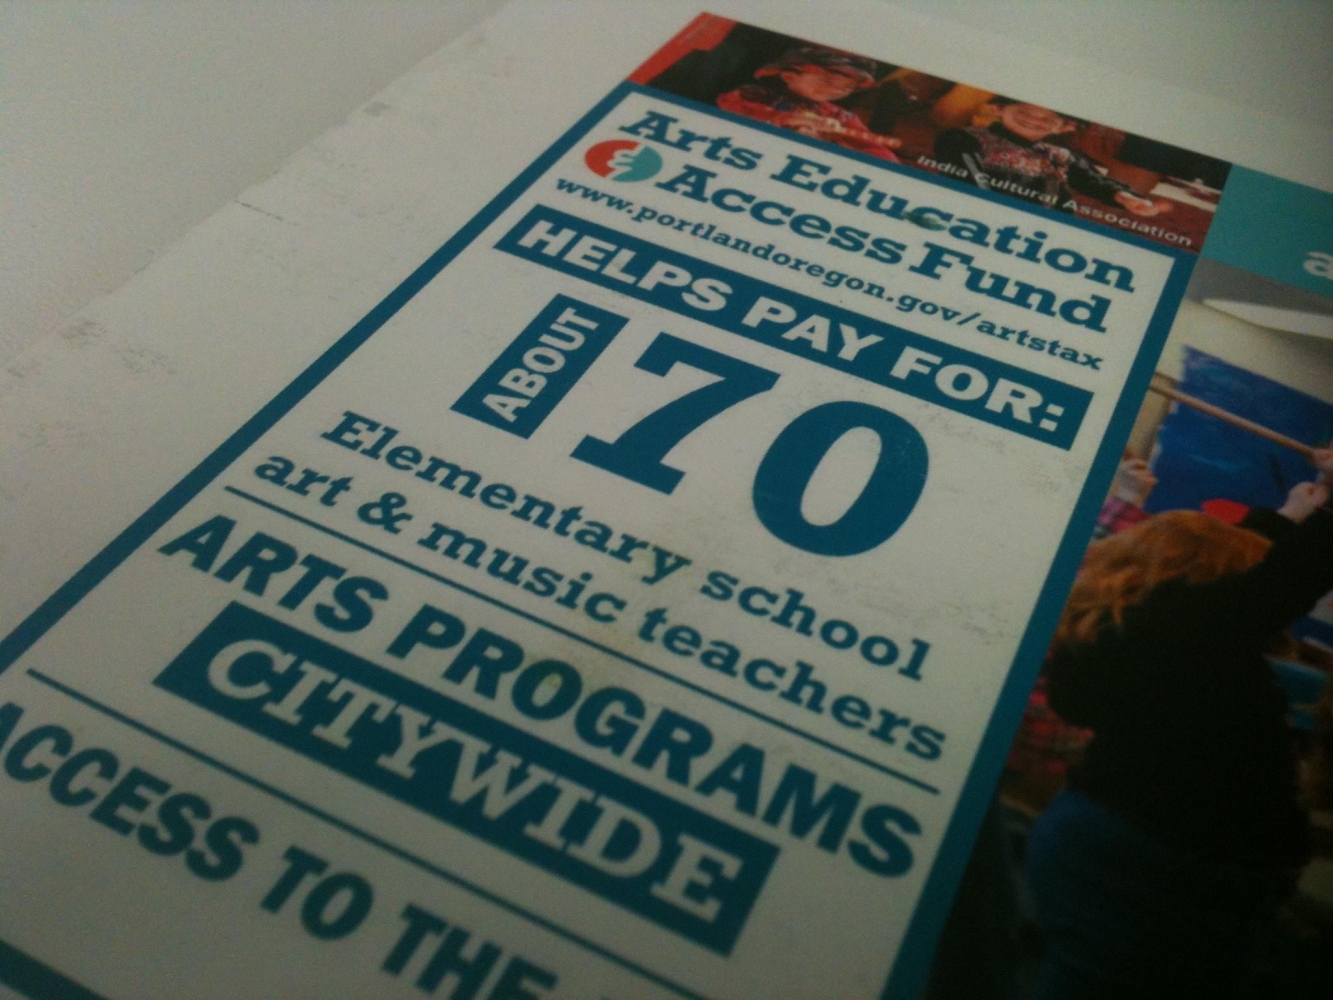 India Cultural Association
Arts Education
Access Fund
www.portlandoregon.gov/artstax
HELPS PAY FOR:
ABOUT
70
Elementary school
art & music teachers
ARTS PROGRAMS
CITYWIDE
ACCESS TO THE